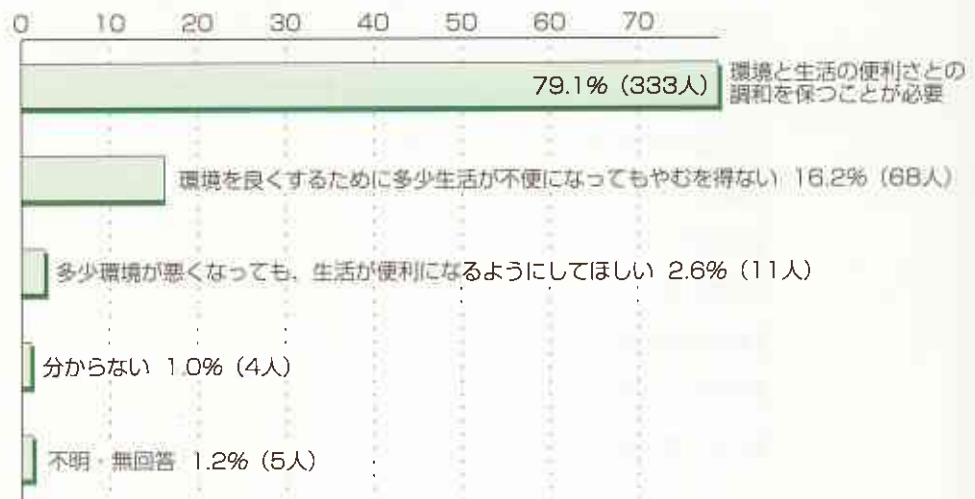 0 10 20 30 40 50 60 70
79.1%（333人）
環境と生活の便利さとの
調和を保つことが必要
環境を良くするために多少生活が不便になってもやむを得ない 16.2%（68人）
多少環境が悪くなっても、生活が便利になるようにしてほしい 2.6%（11人）
分からない 1.0%（4人）
不明・無回答 1.2%（5人）